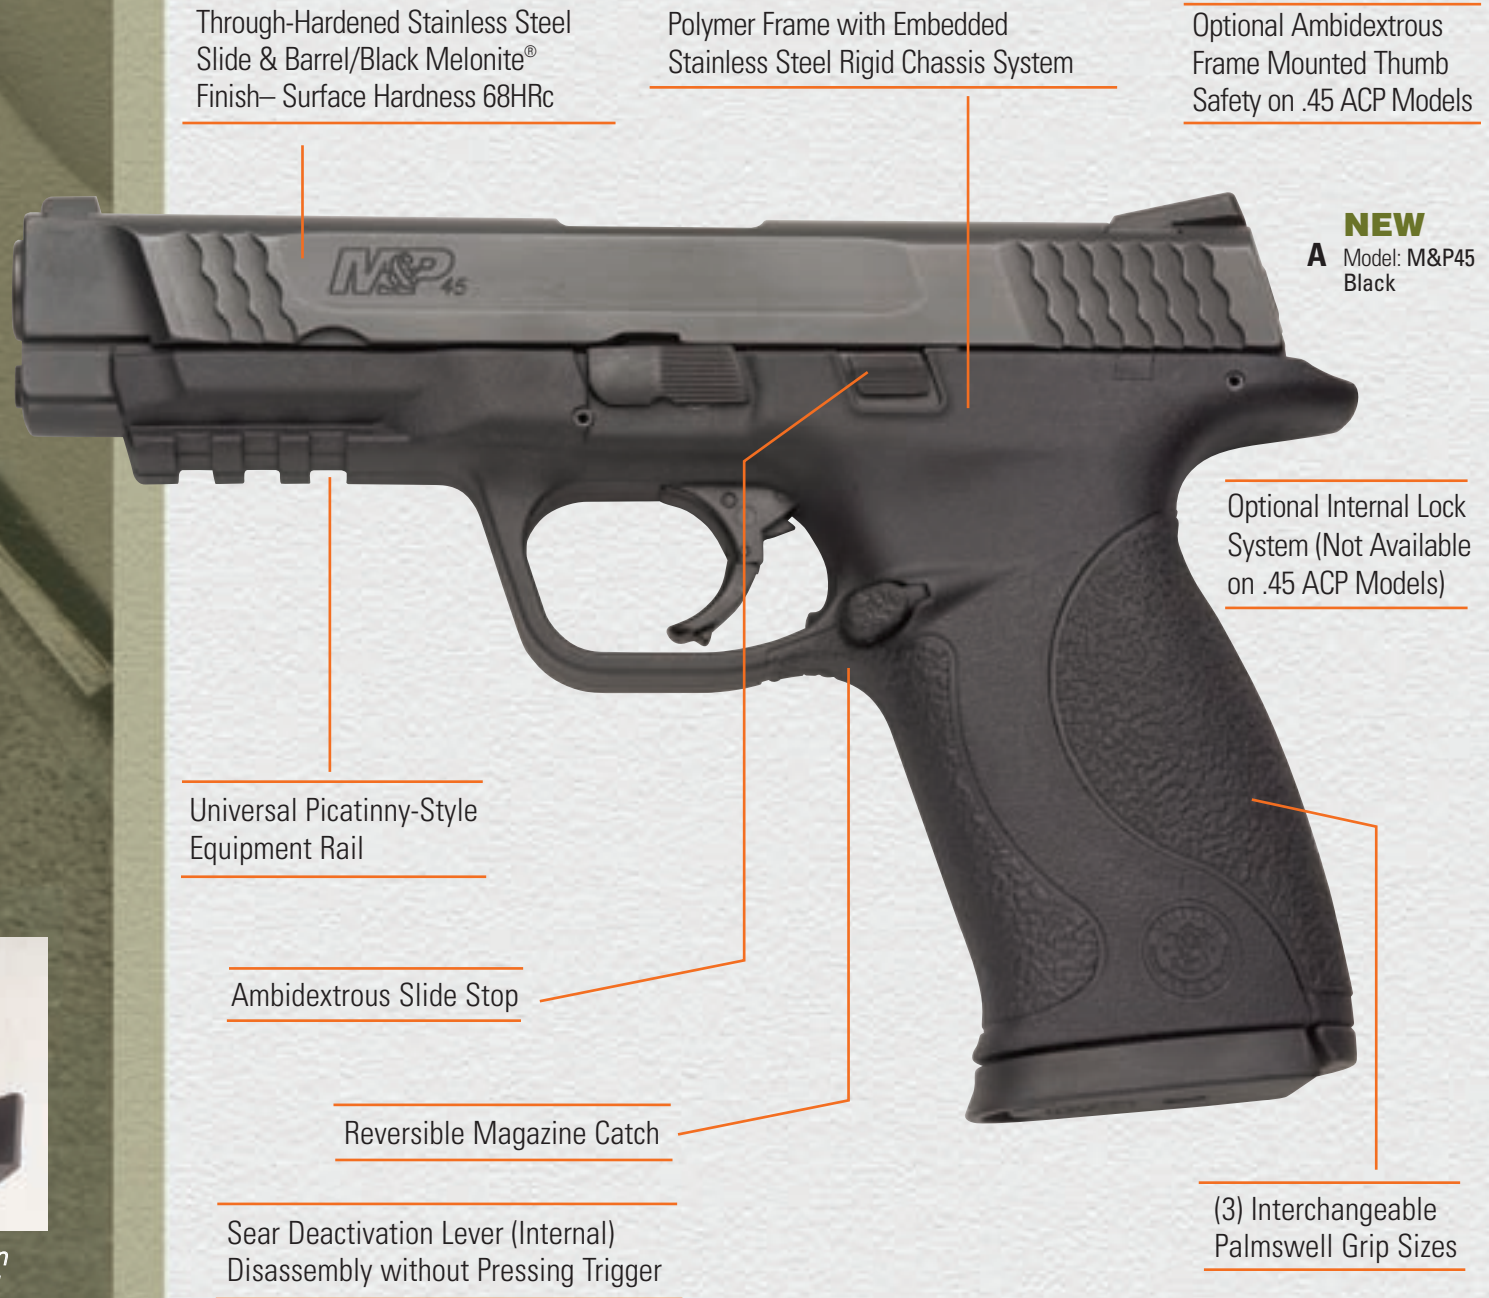 Through-Hardened Stainless Steel
Slide & Barrel/Black Melonite®
Finish– Surface Hardness 68HRc
Polymer Frame with Embedded
Stainless Steel Rigid Chassis System
Optional Ambidextrous
Frame Mounted Thumb
Safety on .45 ACP Models
NEW
A Model: M&P45
Black
M&P 45
Optional Internal Lock
System (Not Available
on .45 ACP Models)
Universal Picatinny-Style
Equipment Rail
Ambidextrous Slide Stop
Reversible Magazine Catch
Sear Deactivation Lever (Internal)
Disassembly without Pressing Trigger
(3) Interchangeable
Palmswell Grip Sizes